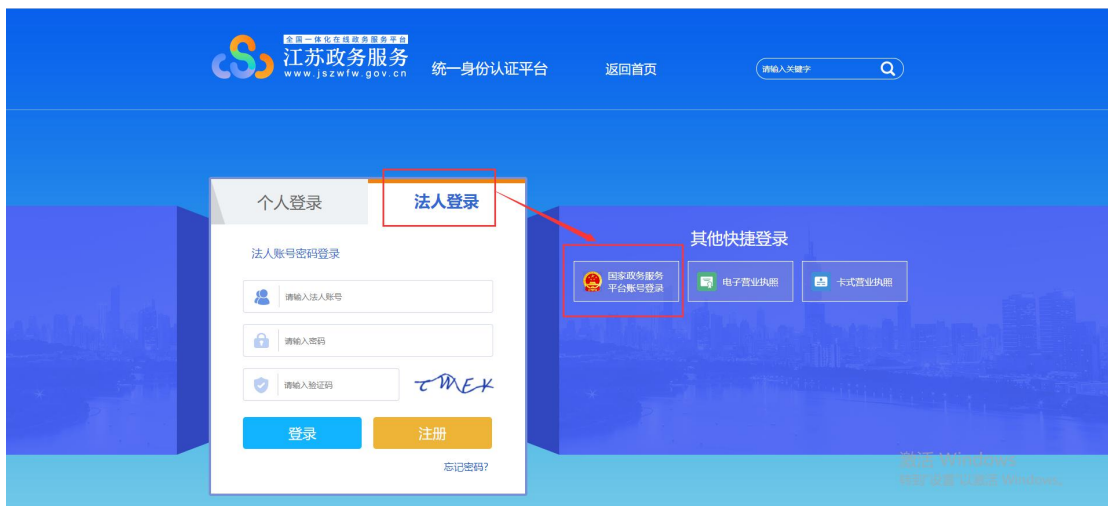 全国一体化在线政务服务平台
江苏政务服务
www.jszwfw.gov.cn
统一身份认证平台
返回首页
请输入关键字
个人登录
法人登录
法人账号密码登录
请输入法人账号
请输入密码
请输入验证码
登录
注册
忘记密码?
其他快捷登录
国家政务服务
平台账号登录
电子营业执照
卡式营业执照
激活 Windows